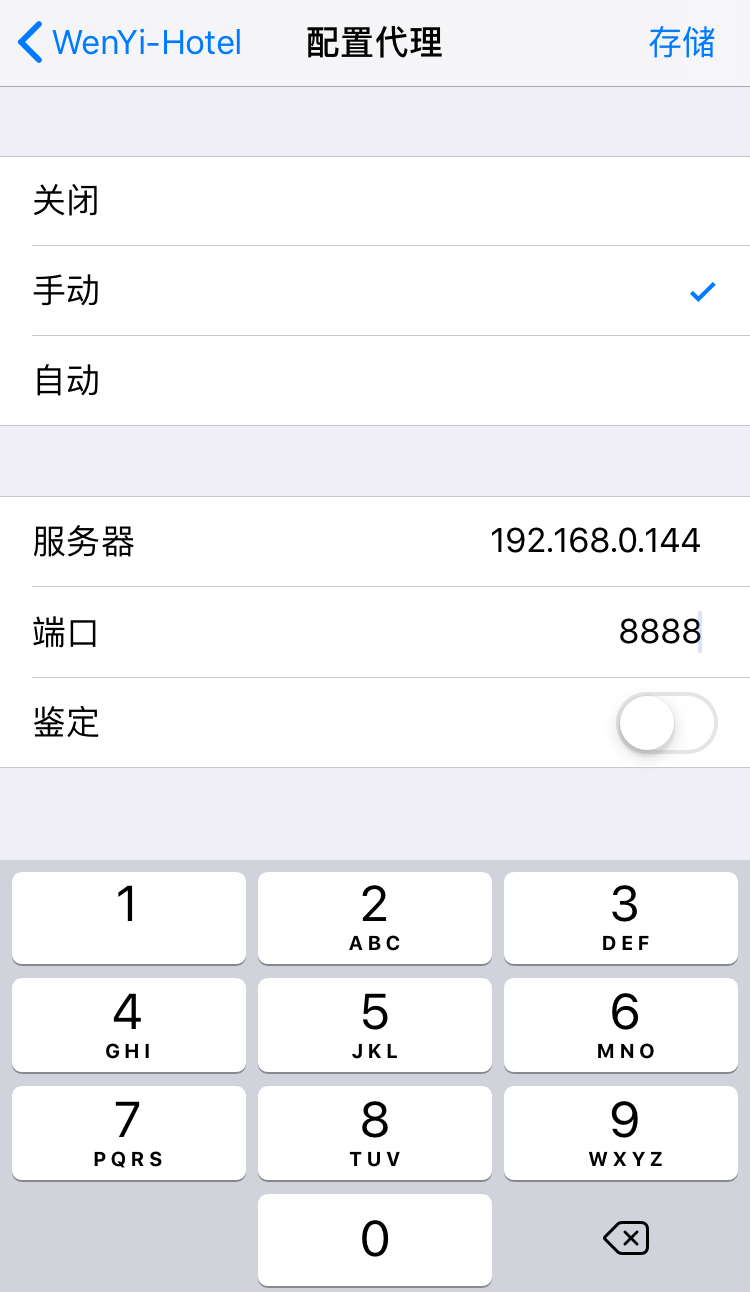 WenYi-Hotel 配置代理 存储
关闭
手动
自动
服务器 192.168.0.144
端口 8888
鉴定
1 2 3
ABC DEF
4 5 6
GHI JKL MNO
7 8 9
PQRS TUV WXYZ
0